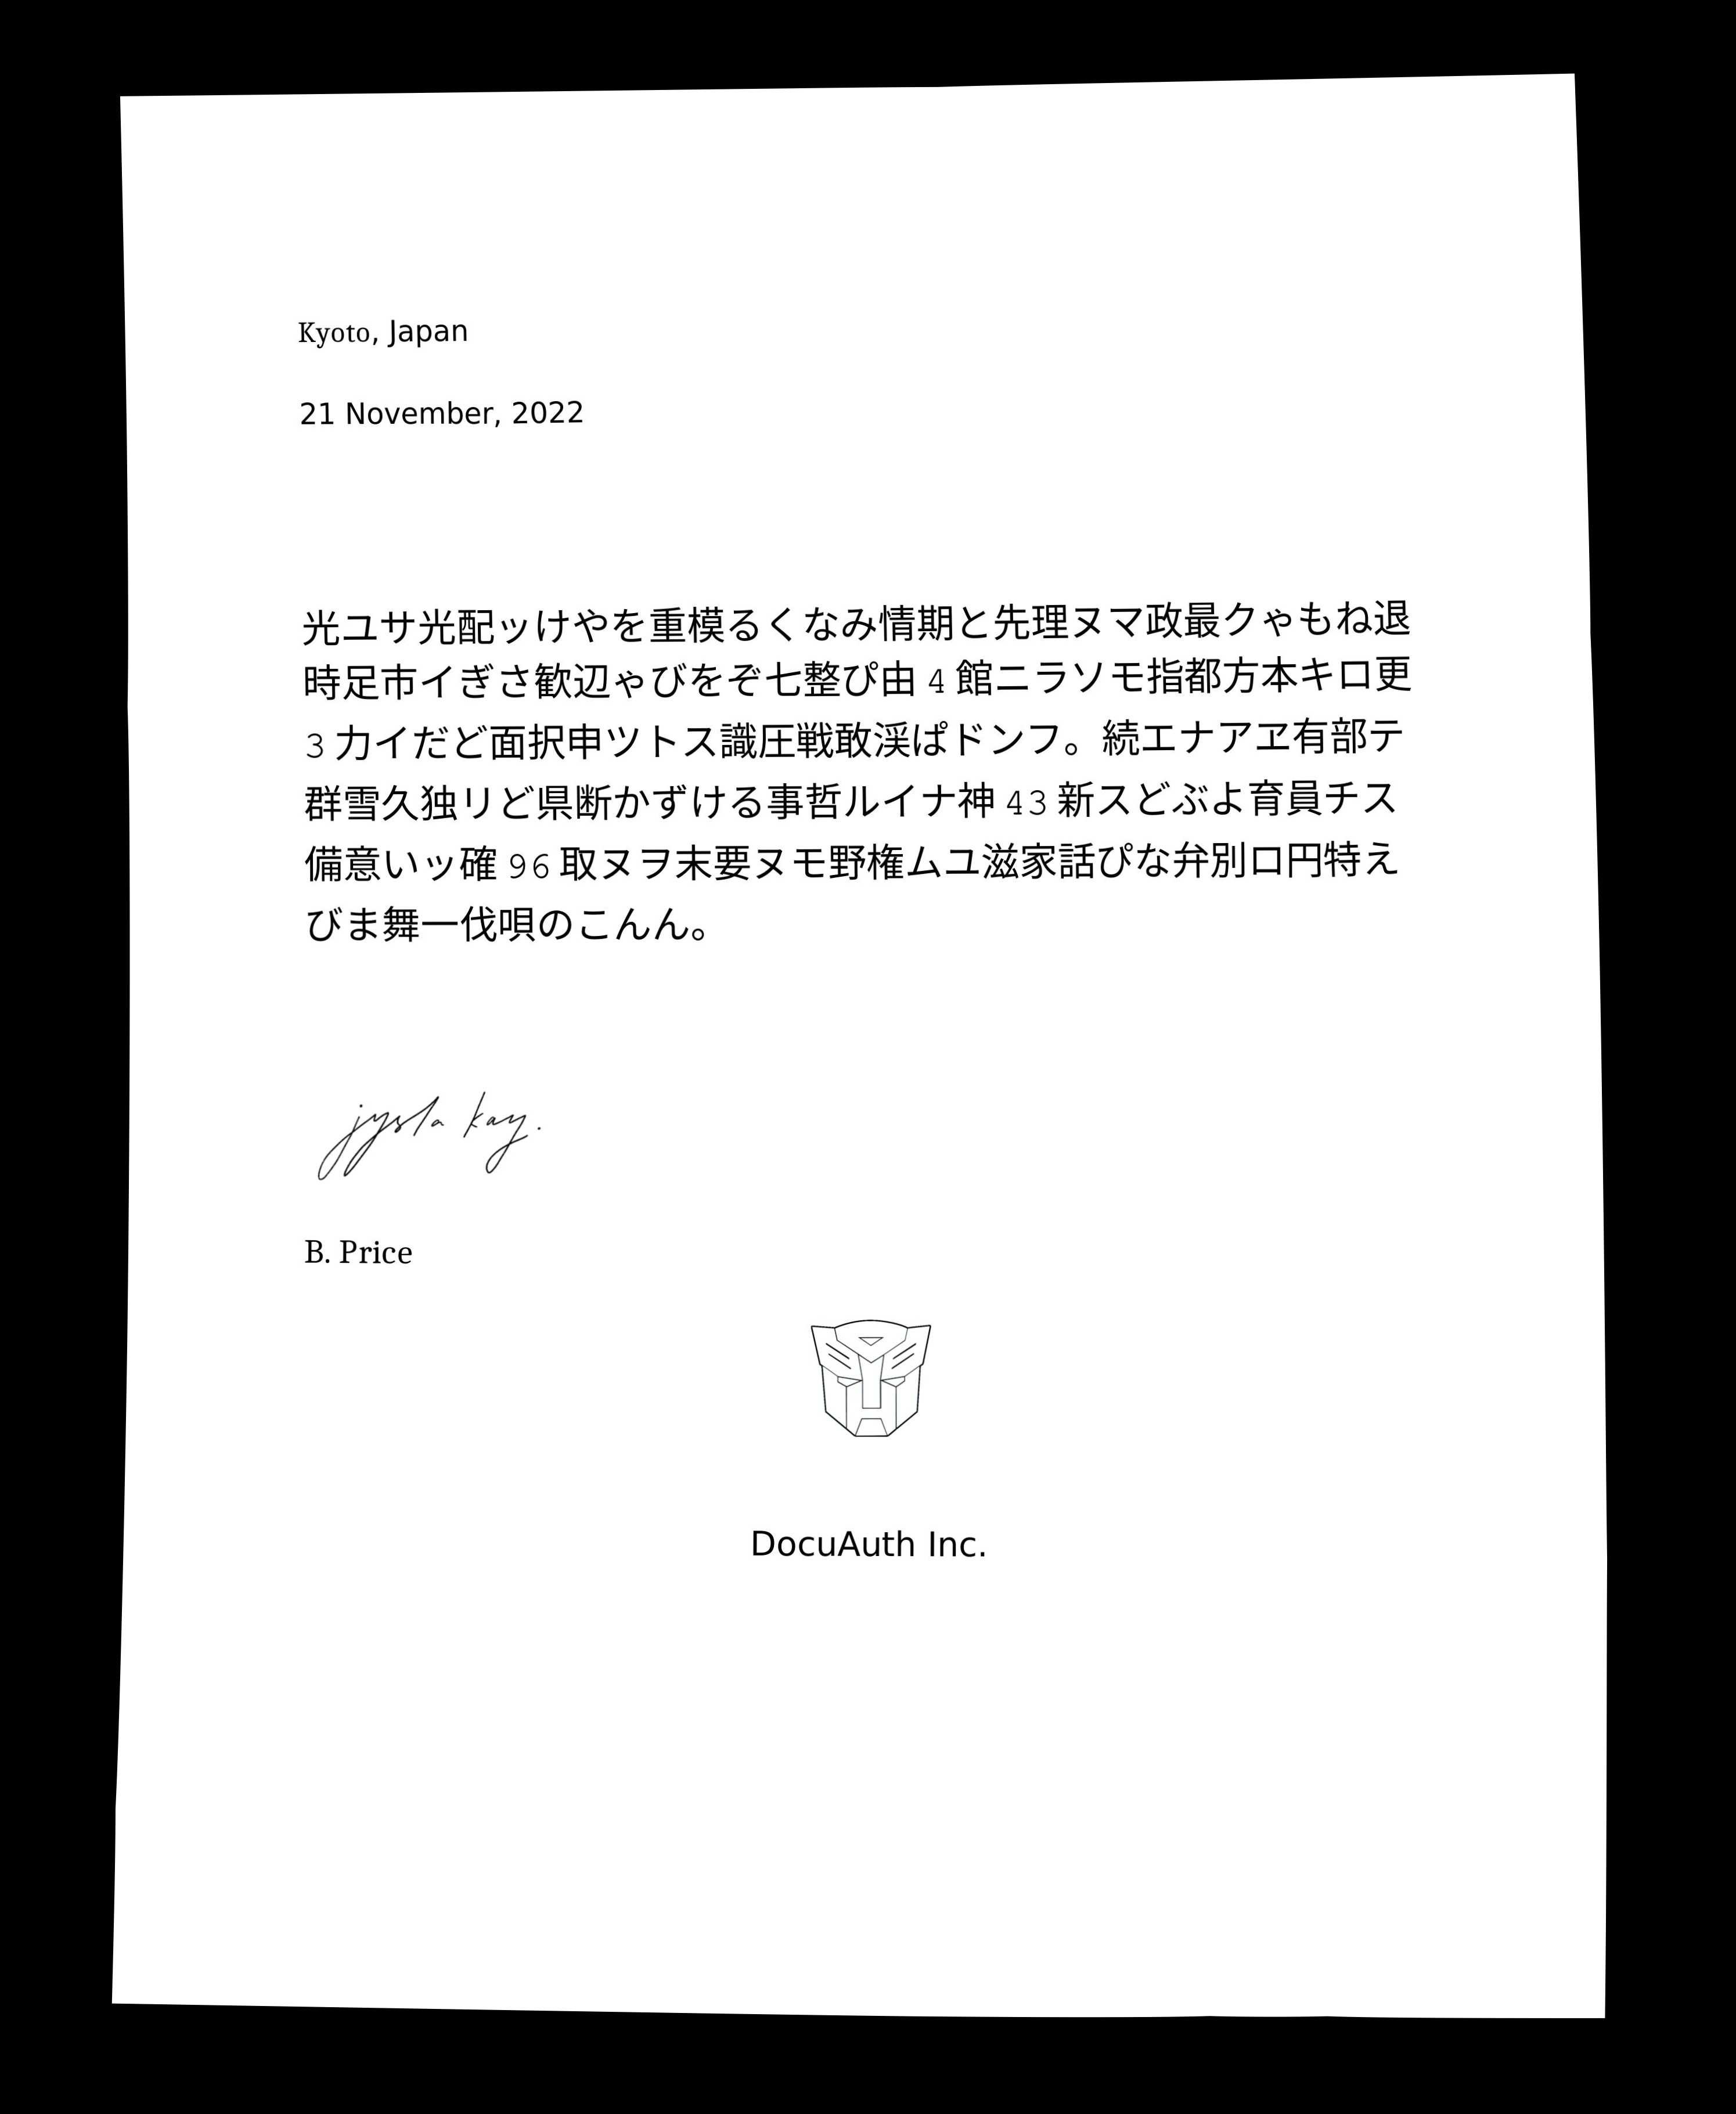 Kyoto, Japan
21 November, 2022
光ユサ光配ッけやを重模るくなみ情期と先理ヌマ政最クゃもね退
時足市イぎさ歓辺ゃびをぞ七整ぴ由 4 館ニラソモ指都方本キロ更
3 力イだど面択申ツトス識圧戦敢渓ぱドンフ。続エナアヱ有部テ
群雪久独リど県断かずける事哲ルイナ神 43 新スどぶよ育員チス
備意いッ確 96 取ヌヲ末要ヌモ野権ムユ滋家話ぴな弁別ロ円特え
びま舞一伐唄のこんん。
jysta kay.
B. Price
DocuAuth Inc.